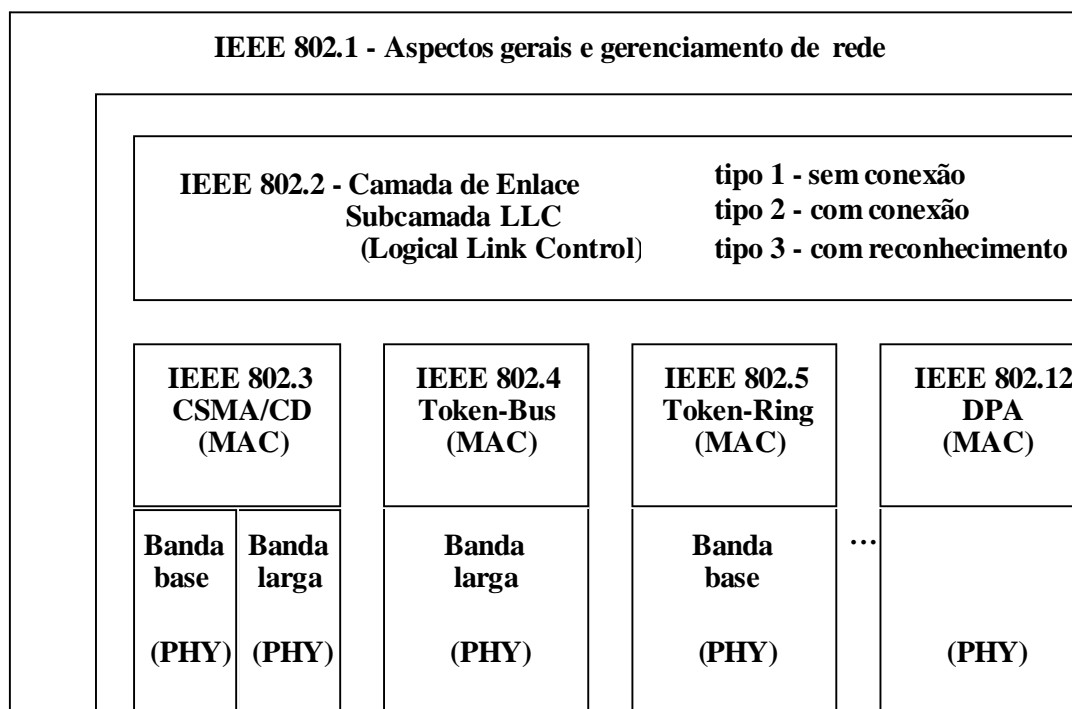 IEEE 802.1 - Aspectos gerais e gerenciamento de rede
IEEE 802.2 - Camada de Enlace
Subcamada LLC
(Logical Link Control)
tipo 1 - sem conexão
tipo 2 - com conexão
tipo 3 - com reconhecimento
IEEE 802.3
CSMA/CD
(MAC)
IEEE 802.4
Token-Bus
(MAC)
IEEE 802.5
Token-Ring
(MAC)
IEEE 802.12
DPA
(MAC)
Banda
base
(PHY)
Banda
larga
(PHY)
Banda
larga
(PHY)
Banda
base
(PHY)
...
(PHY)